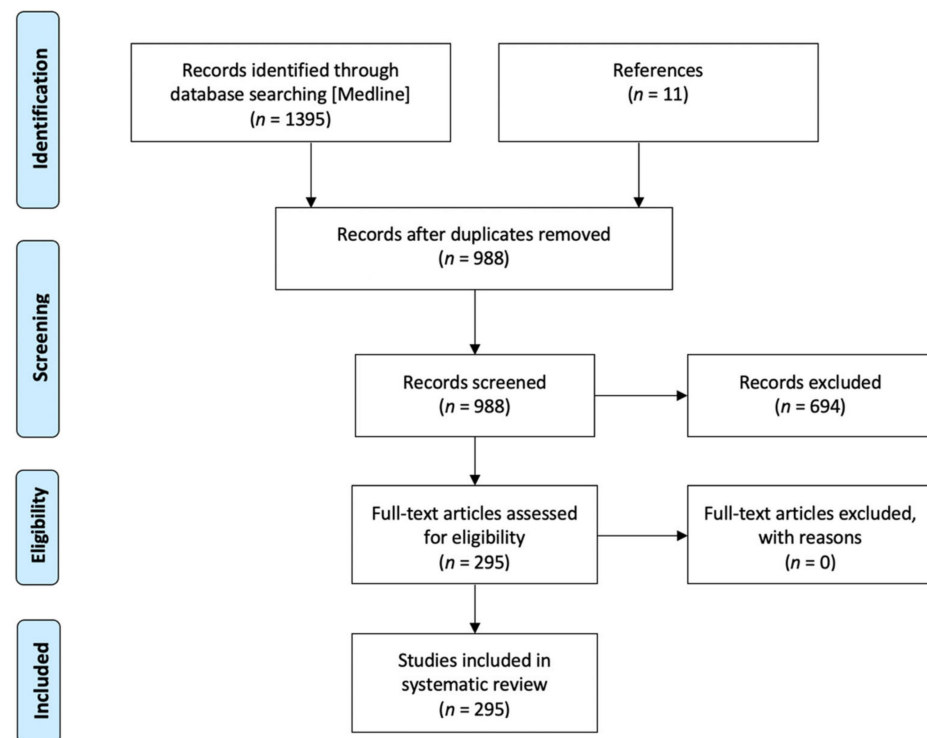 Identification
Records identified through
database searching [Medline]
(n = 1395)
References
(n = 11)
Records after duplicates removed
(n = 988)
Screening
Records screened
(n = 988)
Records excluded
(n = 694)
Eligibility
Full-text articles assessed
for eligibility
(n = 295)
Full-text articles excluded,
with reasons
(n = 0)
Included
Studies included in
systematic review
(n = 295)